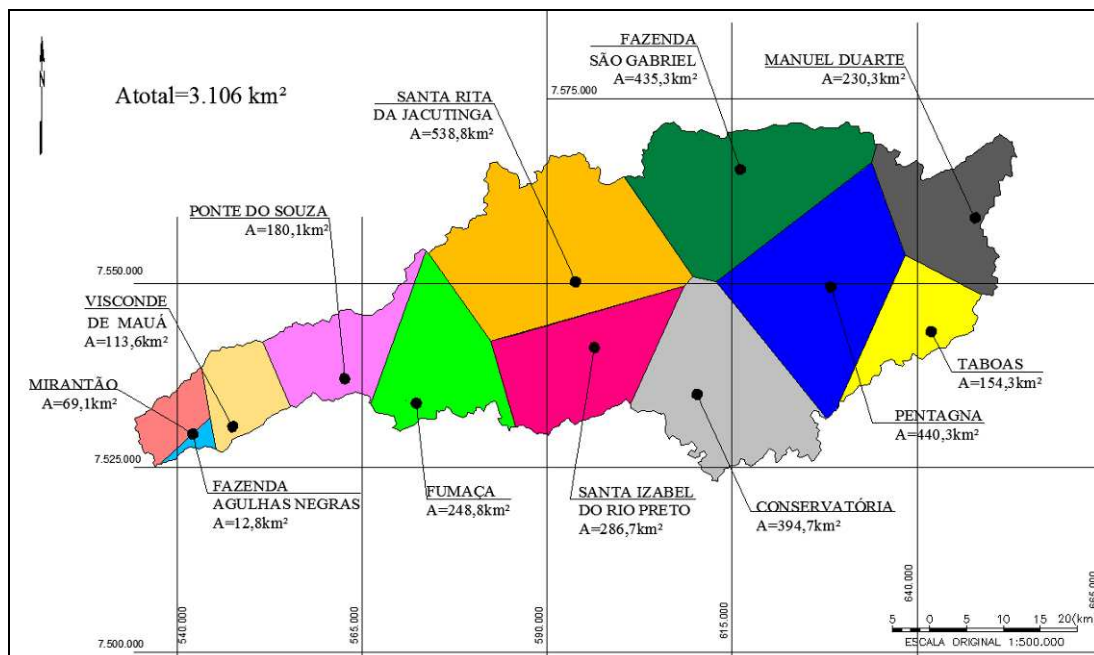 N
Atotal=3.106 km²
FAZENDA
SÃO GABRIEL
A=435,3km²
MANUEL DUARTE
A=230,3km²
7.575.000
SANTA RITA
DA JACUTINGA
A=538,8km²
PONTE DO SOUZA
A=180,1km²
7.550.000
VISCONDE
DE MAUÁ
A=113,6km²
MIRANTÃO
A=69,1km²
TABOAS
A=154,3km²
PENTAGNA
A=440,3km²
7.525.000
FAZENDA
AGULHAS NEGRAS
A=12,8km²
FUMAÇA
A=248,8km²
SANTA IZABEL
DO RIO PRETO
A=286,7km²
CONSERVATÓRIA
A=394,7km²
540.000
565.000
590.000
615.000
640.000
665.000
5 0 5 10 15 20(km
ESCALA ORIGINAL 1:500.000
7.500.000